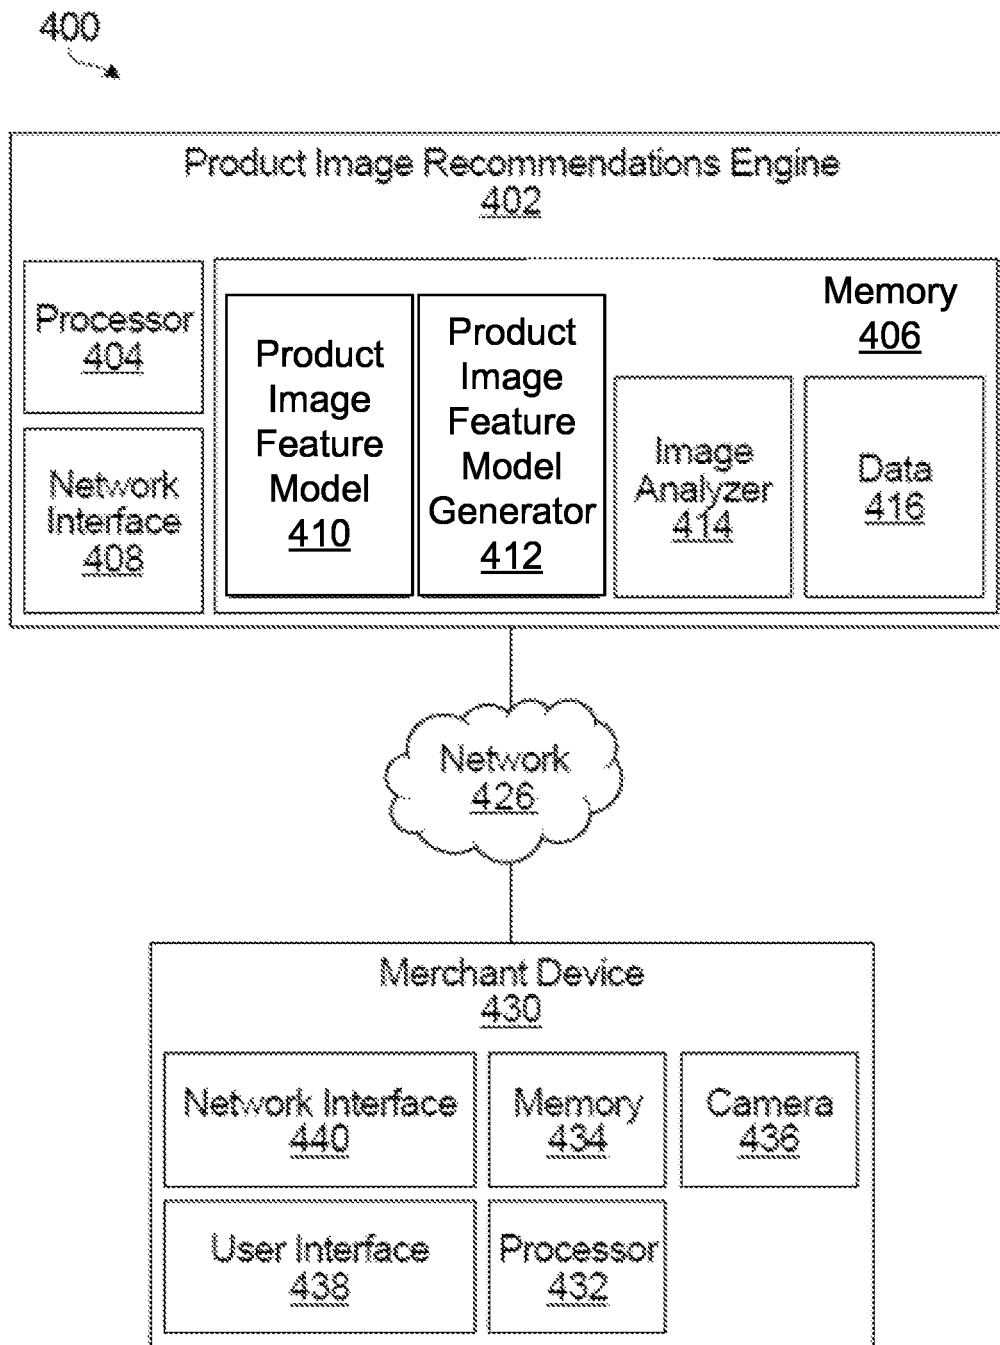 400
Product Image Recommendations Engine
402
Processor
404
Network
Interface
408
Product
Image
Feature
Model
410
Product
Image
Feature
Model
Generator
412
Image
Analyzer
414
Memory
406
Data
416
Network
426
Merchant Device
430
Network Interface
440
Memory
434
Camera
436
User Interface
438
Processor
432